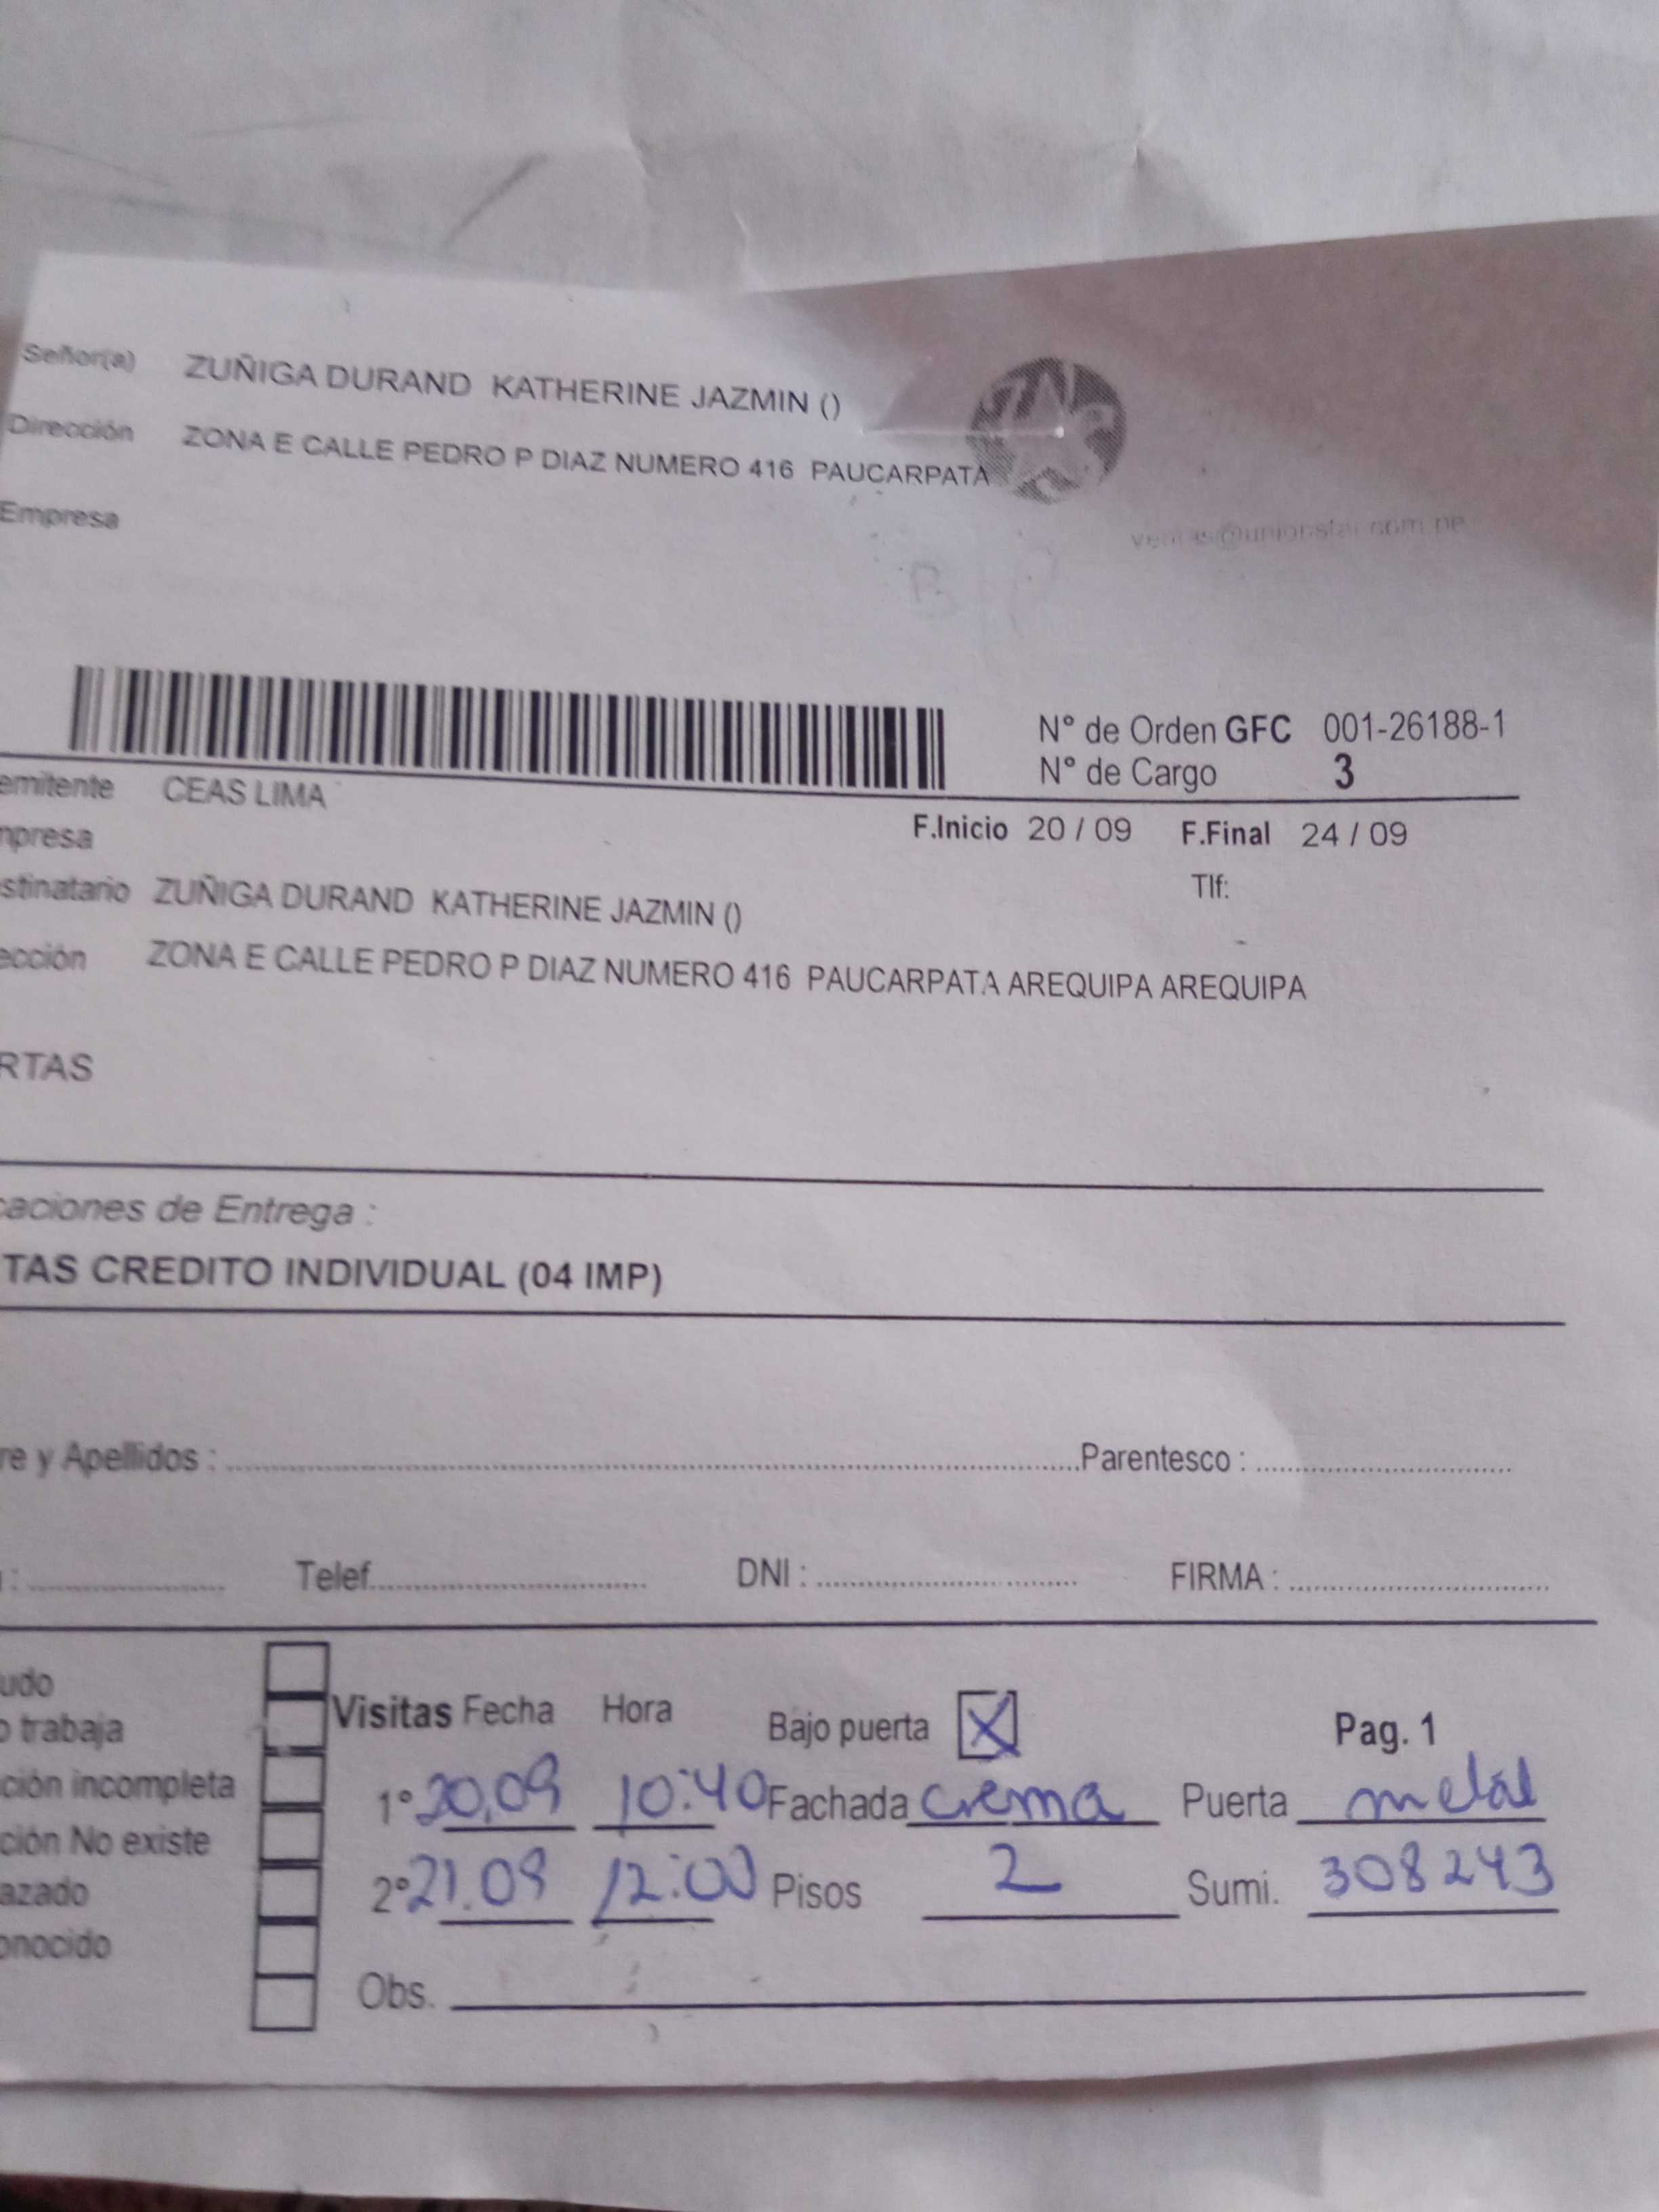 Señor(a) ZUÑIGA DURAND KATHERINE JAZMIN ()
Dirección ZONA E CALLE PEDRO P DIAZ NUMERO 416 PAUCARPATA
Empresa
N° de Orden GFC 001-26188-1
N° de Cargo 3
emitente CEAS LIMA
F.Inicio 20 / 09 F.Final 24 / 09
mpresa
Tlf:
stinatario ZUÑIGA DURAND KATHERINE JAZMIN ()
ección ZONA E CALLE PEDRO P DIAZ NUMERO 416 PAUCARPATA AREQUIPA AREQUIPA
RTAS
caciones de Entrega :
TAS CREDITO INDIVIDUAL (04 IMP)
re y Apellidos : Parentesco :
: Telef. DNI : FIRMA :
udo
Visitas Fecha Hora Bajo puerta X Pag. 1
o trabaja
1° 20.09 10:40 Fachada crema Puerta metal
ción incompleta
ción No existe
2° 21.09 12:00 Pisos 2 Sumi. 308243
azado
onocido
Obs.